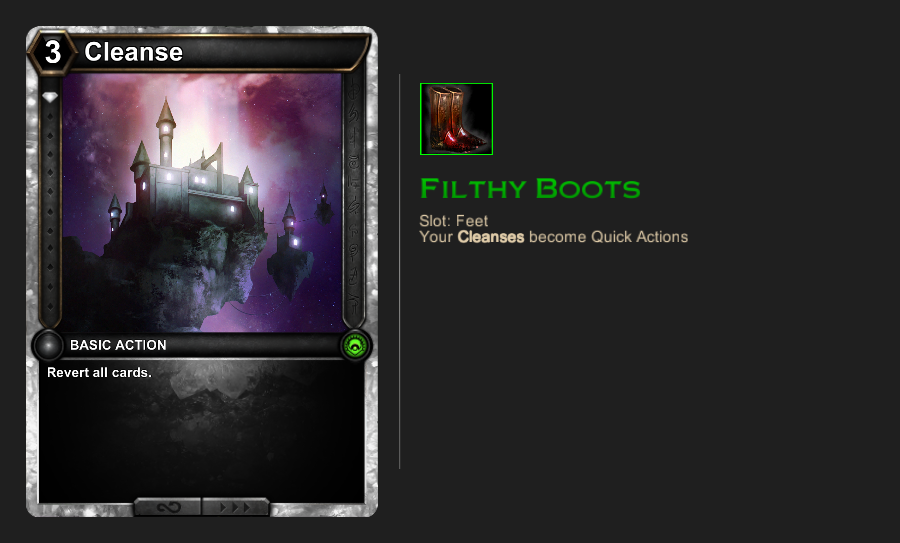 3 Cleanse
BASIC ACTION
Revert all cards.
FILTHY BOOTS
Slot: Feet
Your Cleanses become Quick Actions